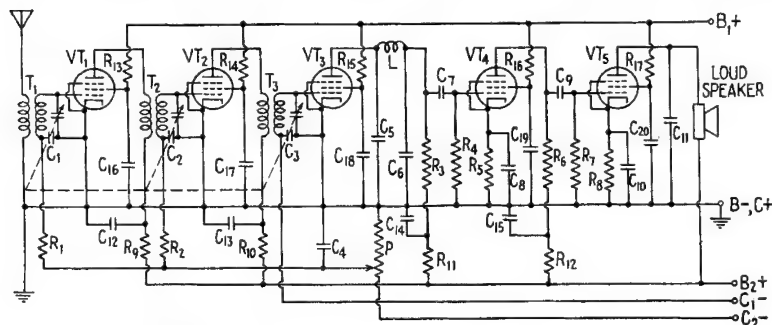 B₁+
VT₁ VT₂ VT₃ VT₄ VT₅
R₁₃ R₁₄ R₁₅ R₁₆ R₁₇
LOUD
SPEAKER
T₁ T₂ T₃ L C₇ C₉
C₁ C₂ C₃ C₅ C₆ R₃ R₄ R₅ C₈ C₁₉ R₆ R₇ R₈ C₁₀ C₂₀ C₁₁
C₁₆ C₁₇ C₁₈
B-, C+
C₁₂ C₁₃ C₁₄ C₁₅
R₁ R₉ R₂ R₁₀ C₄ P R₁₁ R₁₂
B₂+
C₁-
C₂-